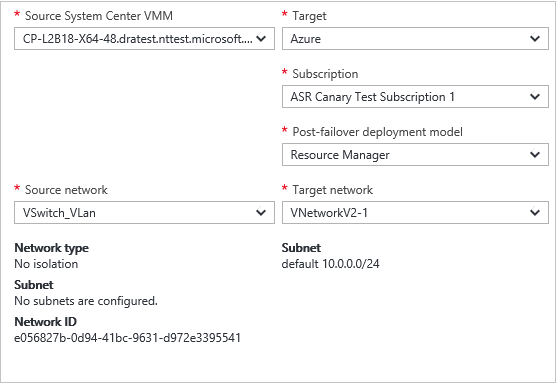 * Source System Center VMM
CP-L2B18-X64-48.dratest.nttest.microsoft....
* Target
Azure
* Subscription
ASR Canary Test Subscription 1
* Post-failover deployment model
Resource Manager
* Source network
VSwitch_VLan
* Target network
VNetworkV2-1
Network type
No isolation
Subnet
No subnets are configured.
Network ID
e056827b-0d94-41bc-9631-d972e3395541
Subnet
default 10.0.0.0/24